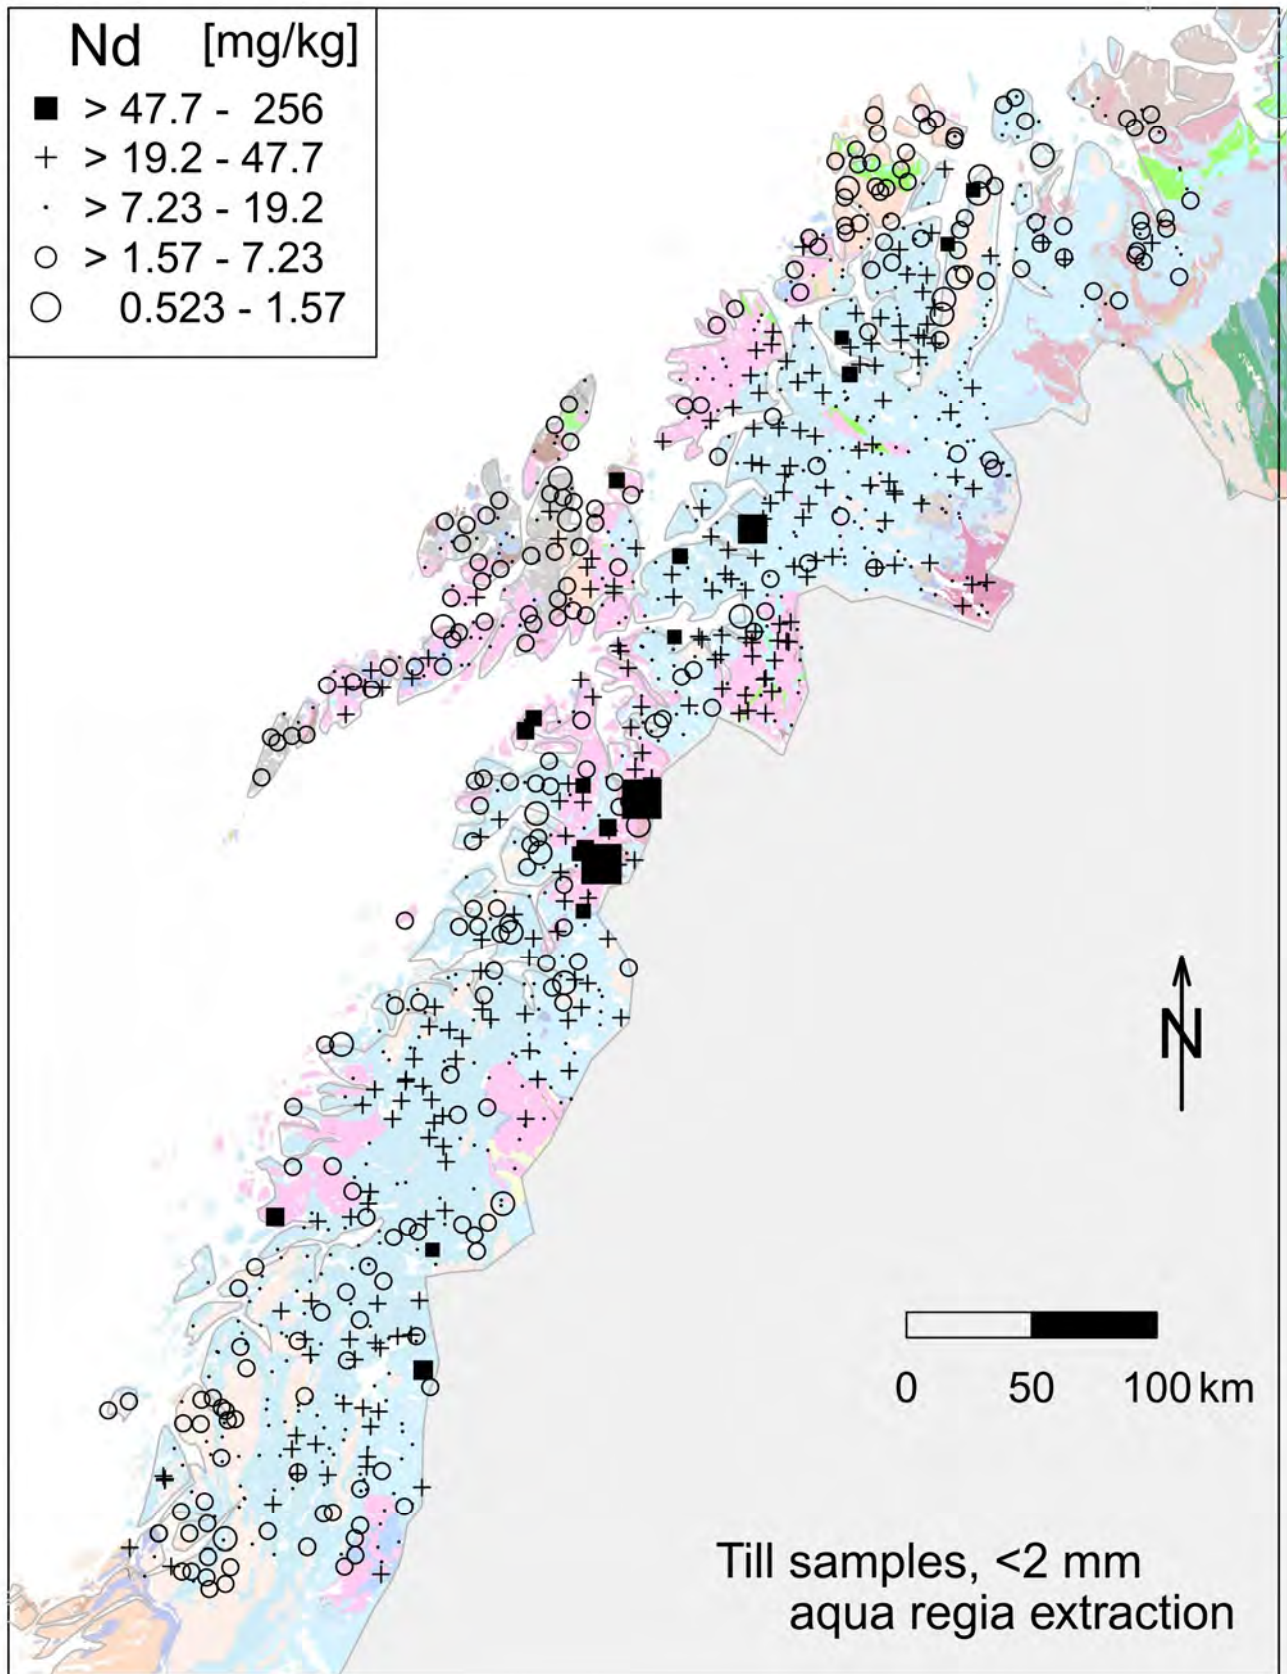 Nd [mg/kg]
> 47.7 - 256
> 19.2 - 47.7
> 7.23 - 19.2
> 1.57 - 7.23
0.523 - 1.57
N
0 50 100 km
Till samples, <2 mm
aqua regia extraction